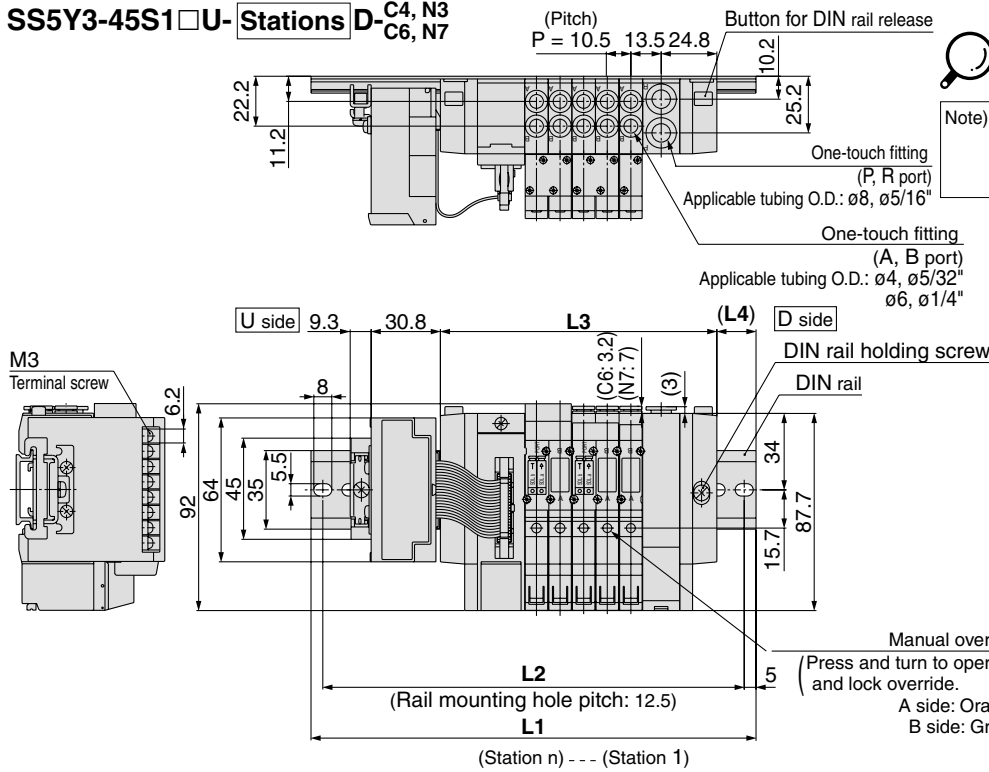 SS5Y3-45S1□U- Stations D-C4, N3
C6, N7
(Pitch)
P = 10.5 13.5 24.8
Button for DIN rail release
10.2
22.2
11.2
25.2
Note)
One-touch fitting
(P, R port)
Applicable tubing O.D.: ø8, ø5/16"
One-touch fitting
(A, B port)
Applicable tubing O.D.: ø4, ø5/32"
ø6, ø1/4"
U side 9.3 30.8 L3 (L4) D side
M3
Terminal screw
6.2
8
(C6: 3.2)
(N7: 7)
(3)
DIN rail holding screw
DIN rail
92
64
45
35
5.5
34
15.7
87.7
Manual over
(Press and turn to oper
and lock override.
A side: Ora
B side: Gr
L2
5
(Rail mounting hole pitch: 12.5)
L1
(Station n) - - - (Station 1)